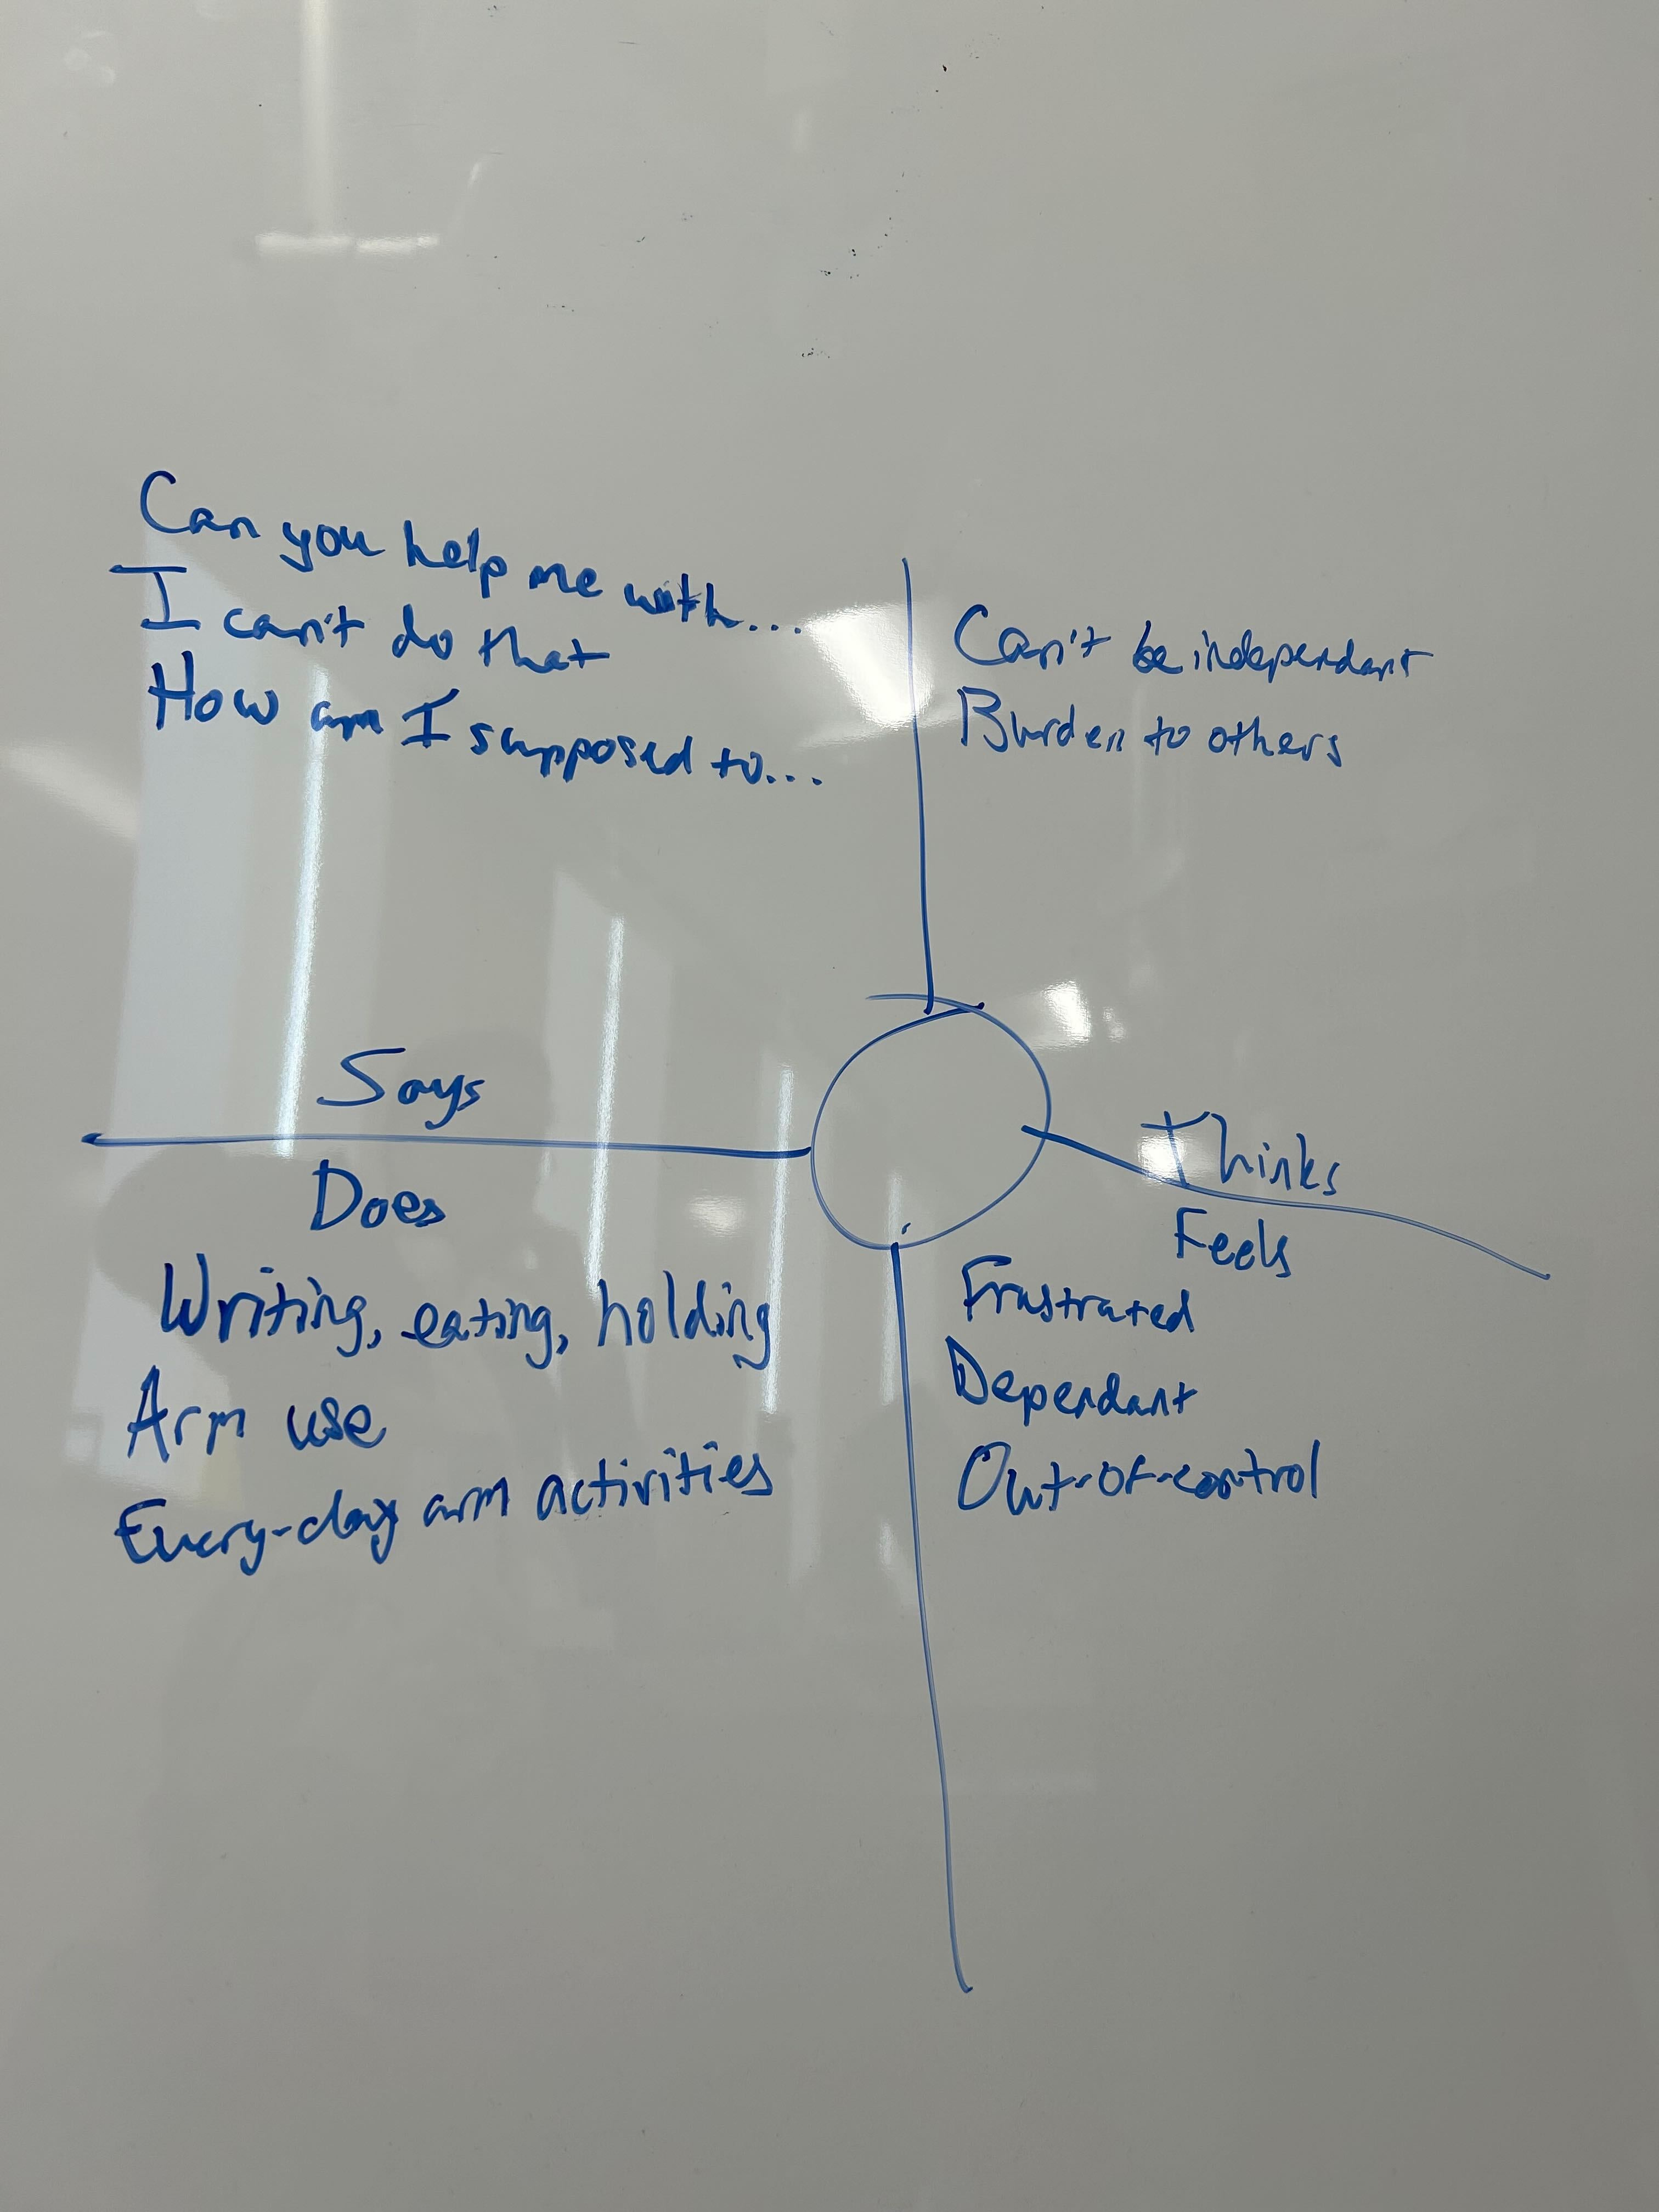 Can you help me with...
I can't do that
How am I supposed to...
Says
Can't be independant
Burden to others
Thinks
Does
Writing, eating, holding
Arm use
Every-day arm activities
Feels
Frustrated
Dependant
Out-of-control